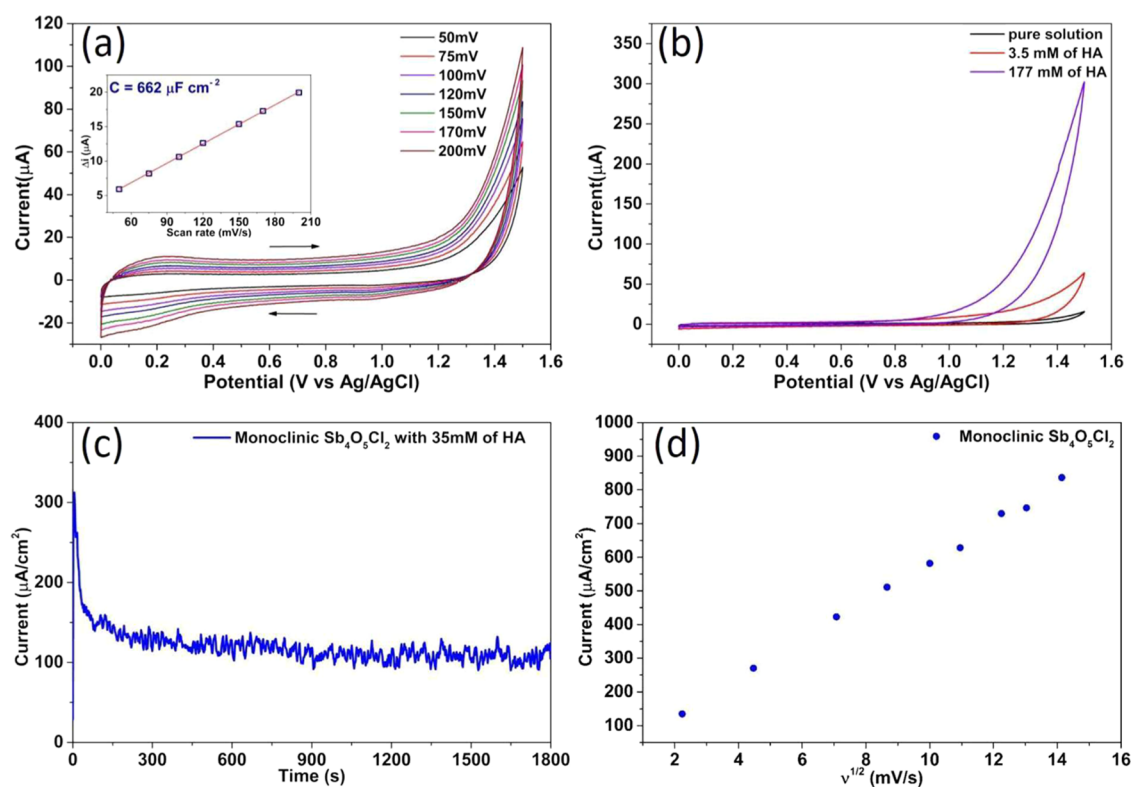 (a)
120
100
80
60
40
20
0
-20
Current(μA)
50mV
75mV
100mV
120mV
150mV
170mV
200mV
C = 662 μF cm⁻²
20
15
10
5
Δi (μA)
60 90 120 150 180 210
Scan rate (mV/s)
0.0 0.2 0.4 0.6 0.8 1.0 1.2 1.4 1.6
Potential (V vs Ag/AgCl)
(b)
350
300
250
200
150
100
50
0
Current(μA)
pure solution
3.5 mM of HA
177 mM of HA
0.0 0.2 0.4 0.6 0.8 1.0 1.2 1.4 1.6
Potential (V vs Ag/AgCl)
(c)
400
300
200
100
0
Current (μA/cm²)
Monoclinic Sb₄O₅Cl₂ with 35mM of HA
0 300 600 900 1200 1500 1800
Time (s)
(d)
1000
900
800
700
600
500
400
300
200
100
Current (μA/cm²)
Monoclinic Sb₄O₅Cl₂
2 4 6 8 10 12 14 16
ν¹ᐟ² (mV/s)